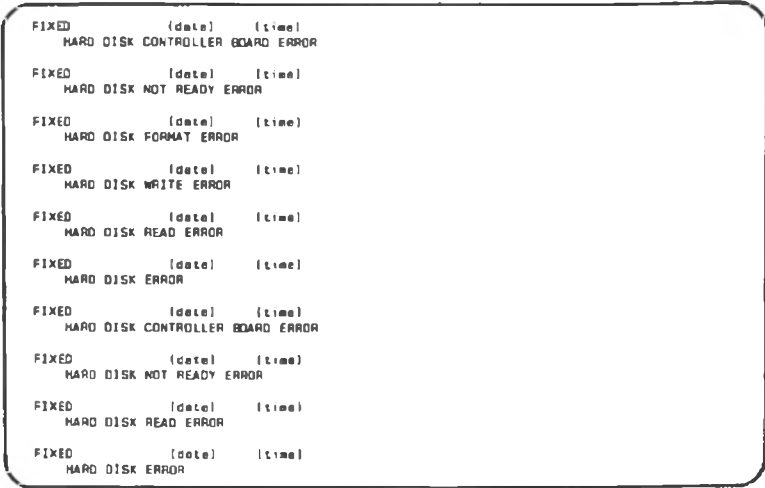 FIXED (date) (time)
HARD DISK CONTROLLER BOARD ERROR
FIXED (date) (time)
HARD DISK NOT READY ERROR
FIXED (date) (time)
HARD DISK FORMAT ERROR
FIXED (date) (time)
HARD DISK WRITE ERROR
FIXED (date) (time)
HARD DISK READ ERROR
FIXED (date) (time)
HARD DISK ERROR
FIXED (date) (time)
HARD DISK CONTROLLER BOARD ERROR
FIXED (date) (time)
HARD DISK NOT READY ERROR
FIXED (date) (time)
HARD DISK READ ERROR
FIXED (date) (time)
HARD DISK ERROR